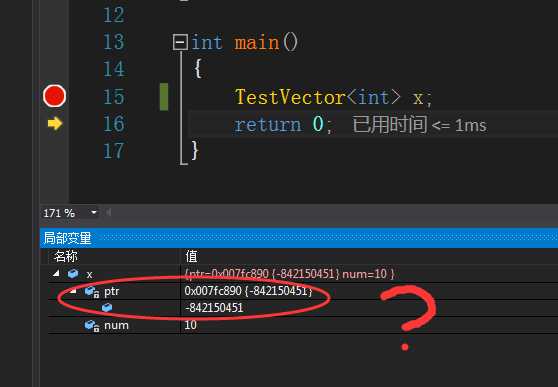 12
13 int main()
14 {
15 TestVector<int> x;
16 return 0; 已用时间 <= 1ms
17 }
171 %
局部变量
名称 值
x {ptr=0x007fc890 {-842150451} num=10 }
ptr 0x007fc890 {-842150451}
-842150451
num 10
?